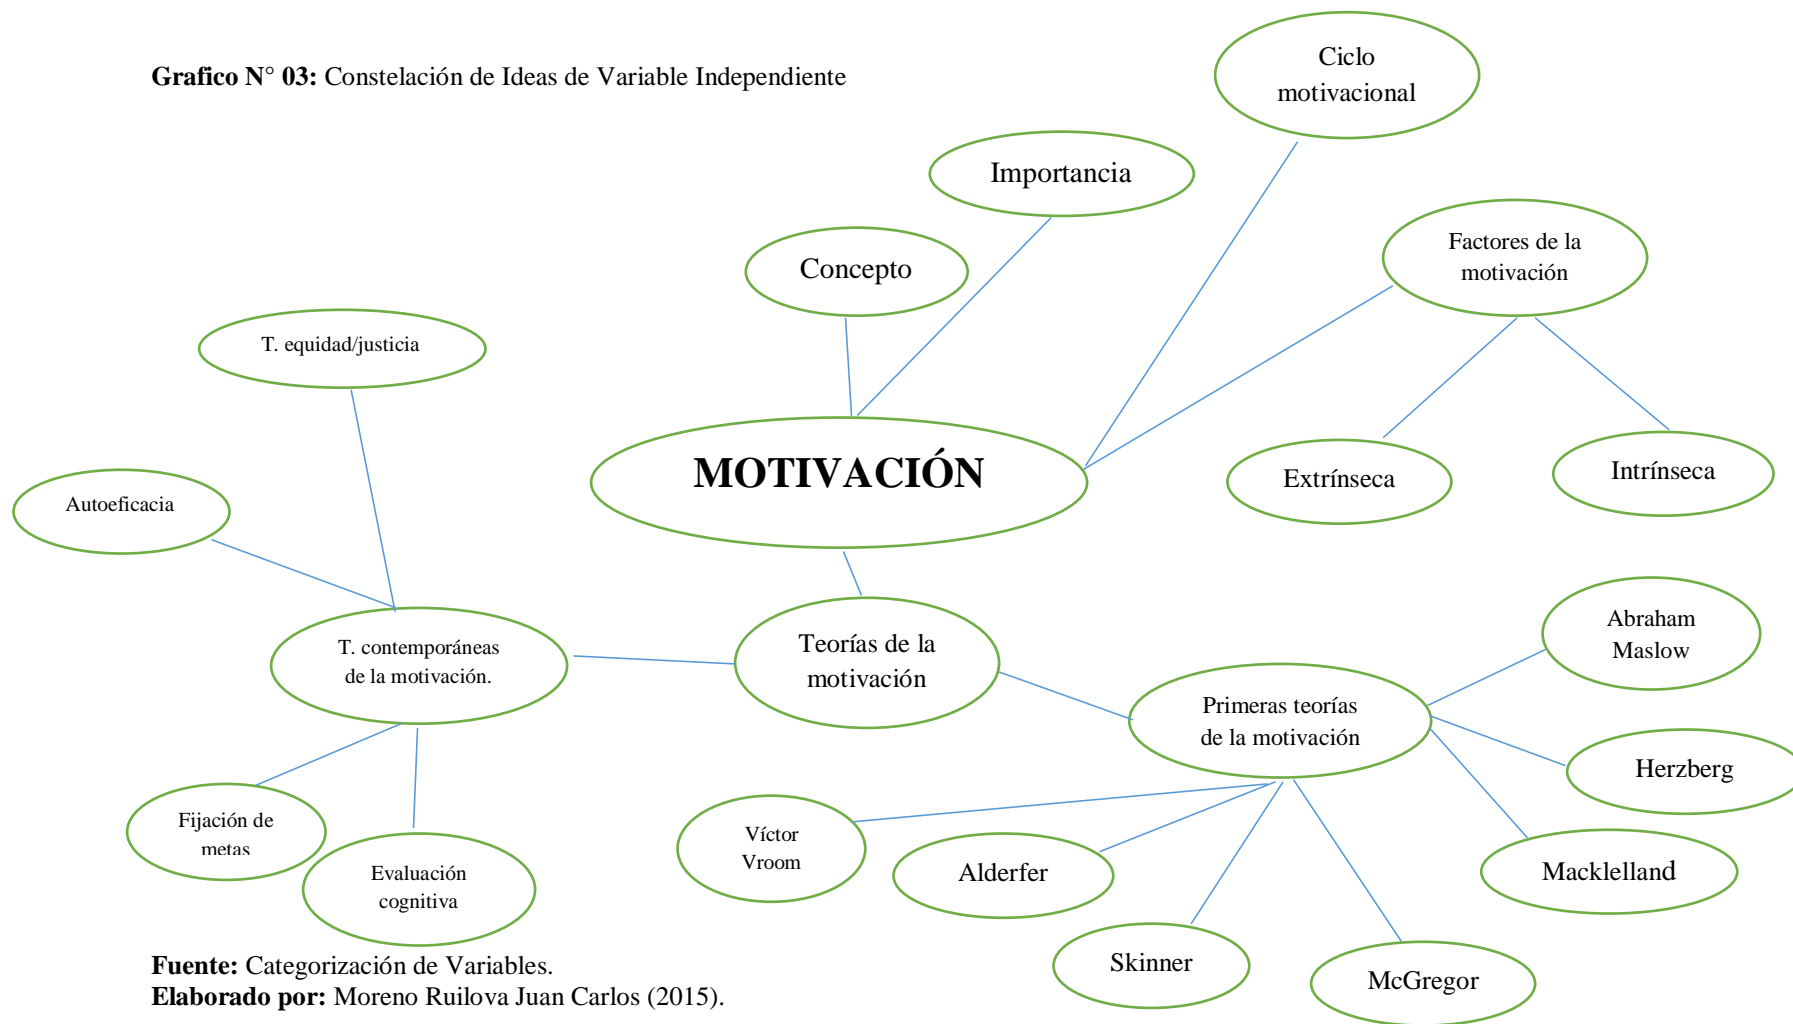 Grafico N° 03: Constelación de Ideas de Variable Independiente
Ciclo
motivacional
Importancia
Concepto
Factores de la
motivación
T. equidad/justicia
MOTIVACIÓN
Extrínseca
Intrínseca
Autoeficacia
Teorías de la
motivación
T. contemporáneas
de la motivación.
Primeras teorías
de la motivación
Abraham
Maslow
Herzberg
Macklelland
Fijación de
metas
Evaluación
cognitiva
Víctor
Vroom
Alderfer
Skinner
McGregor
Fuente: Categorización de Variables.
Elaborado por: Moreno Ruilova Juan Carlos (2015).